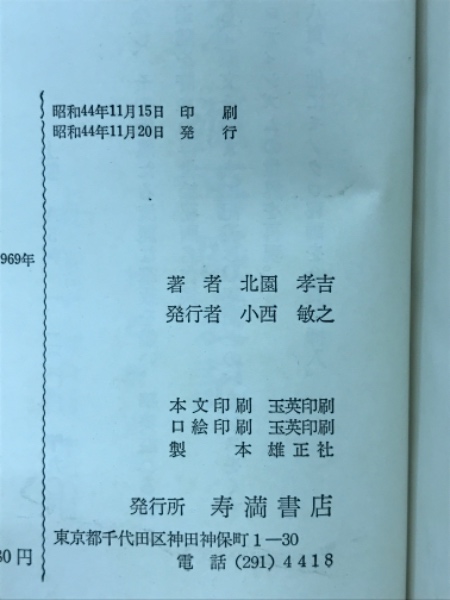 昭和44年11月15日 印刷
昭和44年11月20日 発行
969年
著者 北園 孝吉
発行者 小西 敏之
本文印刷 玉英印刷
口絵印刷 玉英印刷
製本 雄正社
発行所 寿満書店
東京都千代田区神田神保町1―30
0円
電話(291)4418